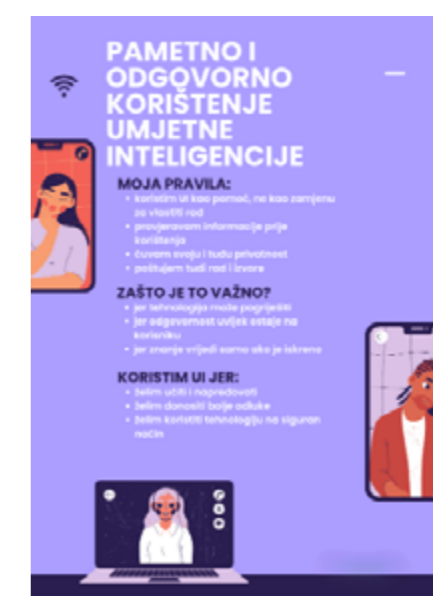 PAMETNO I
ODGOVORNO
KORIŠTENJE
UMJETNE
INTELIGENCIJE
MOJA PRAVILA:
• koristim UI kao pomoć, ne kao zamjenu
za vlastiti rad
• provjeravam informacije prije
korištenja
• čuvam svoju i tuđu privatnost
• poštujem tuđi rad i izvore
ZAŠTO JE TO VAŽNO?
• jer tehnologija može pogriješiti
• jer odgovornost uvijek ostaje na
korisniku
• jer znanje vrijedi samo ako je iskreno
KORISTIM UI JER:
• želim učiti i napredovati
• želim donositi bolje odluke
• želim koristiti tehnologiju na siguran
način